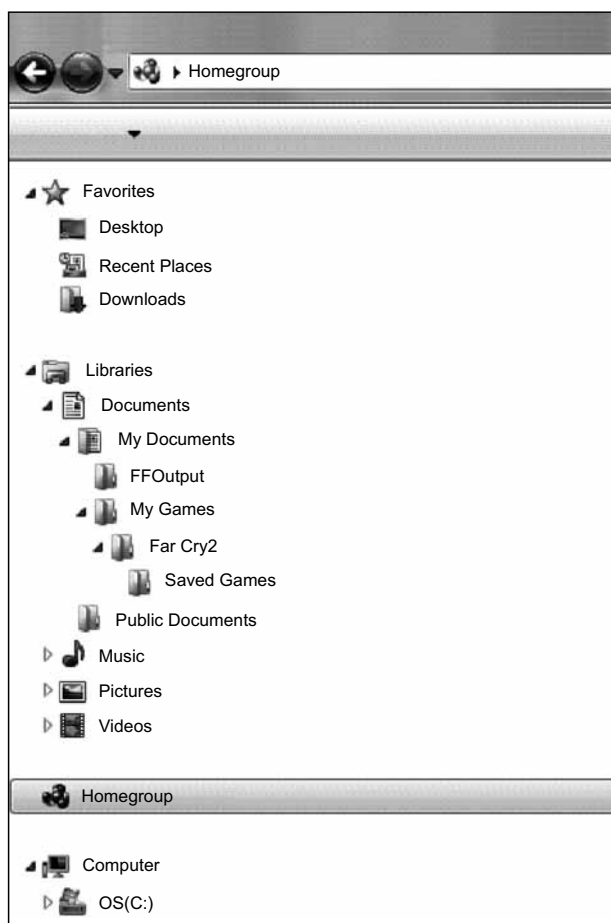 Homegroup
Favorites
Desktop
Recent Places
Downloads
Libraries
Documents
My Documents
FFOutput
My Games
Far Cry2
Saved Games
Public Documents
Music
Pictures
Videos
Homegroup
Computer
OS(C:)